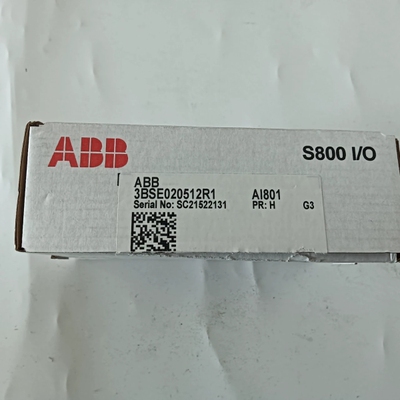 ABB
S800 I/O
ABB
3BSE020512R1 AI801
Serial No: SC21522131 PR: H G3